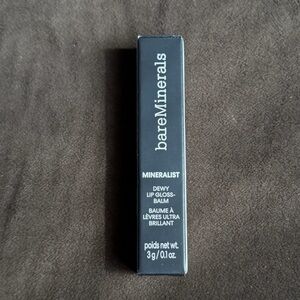 bareMinerals
MINERALIST
DEWY
LIP GLOSS-
BALM
BAUME À
LÈVRES ULTRA
BRILLANT
poids net wt.
3 g / 0.1 oz.